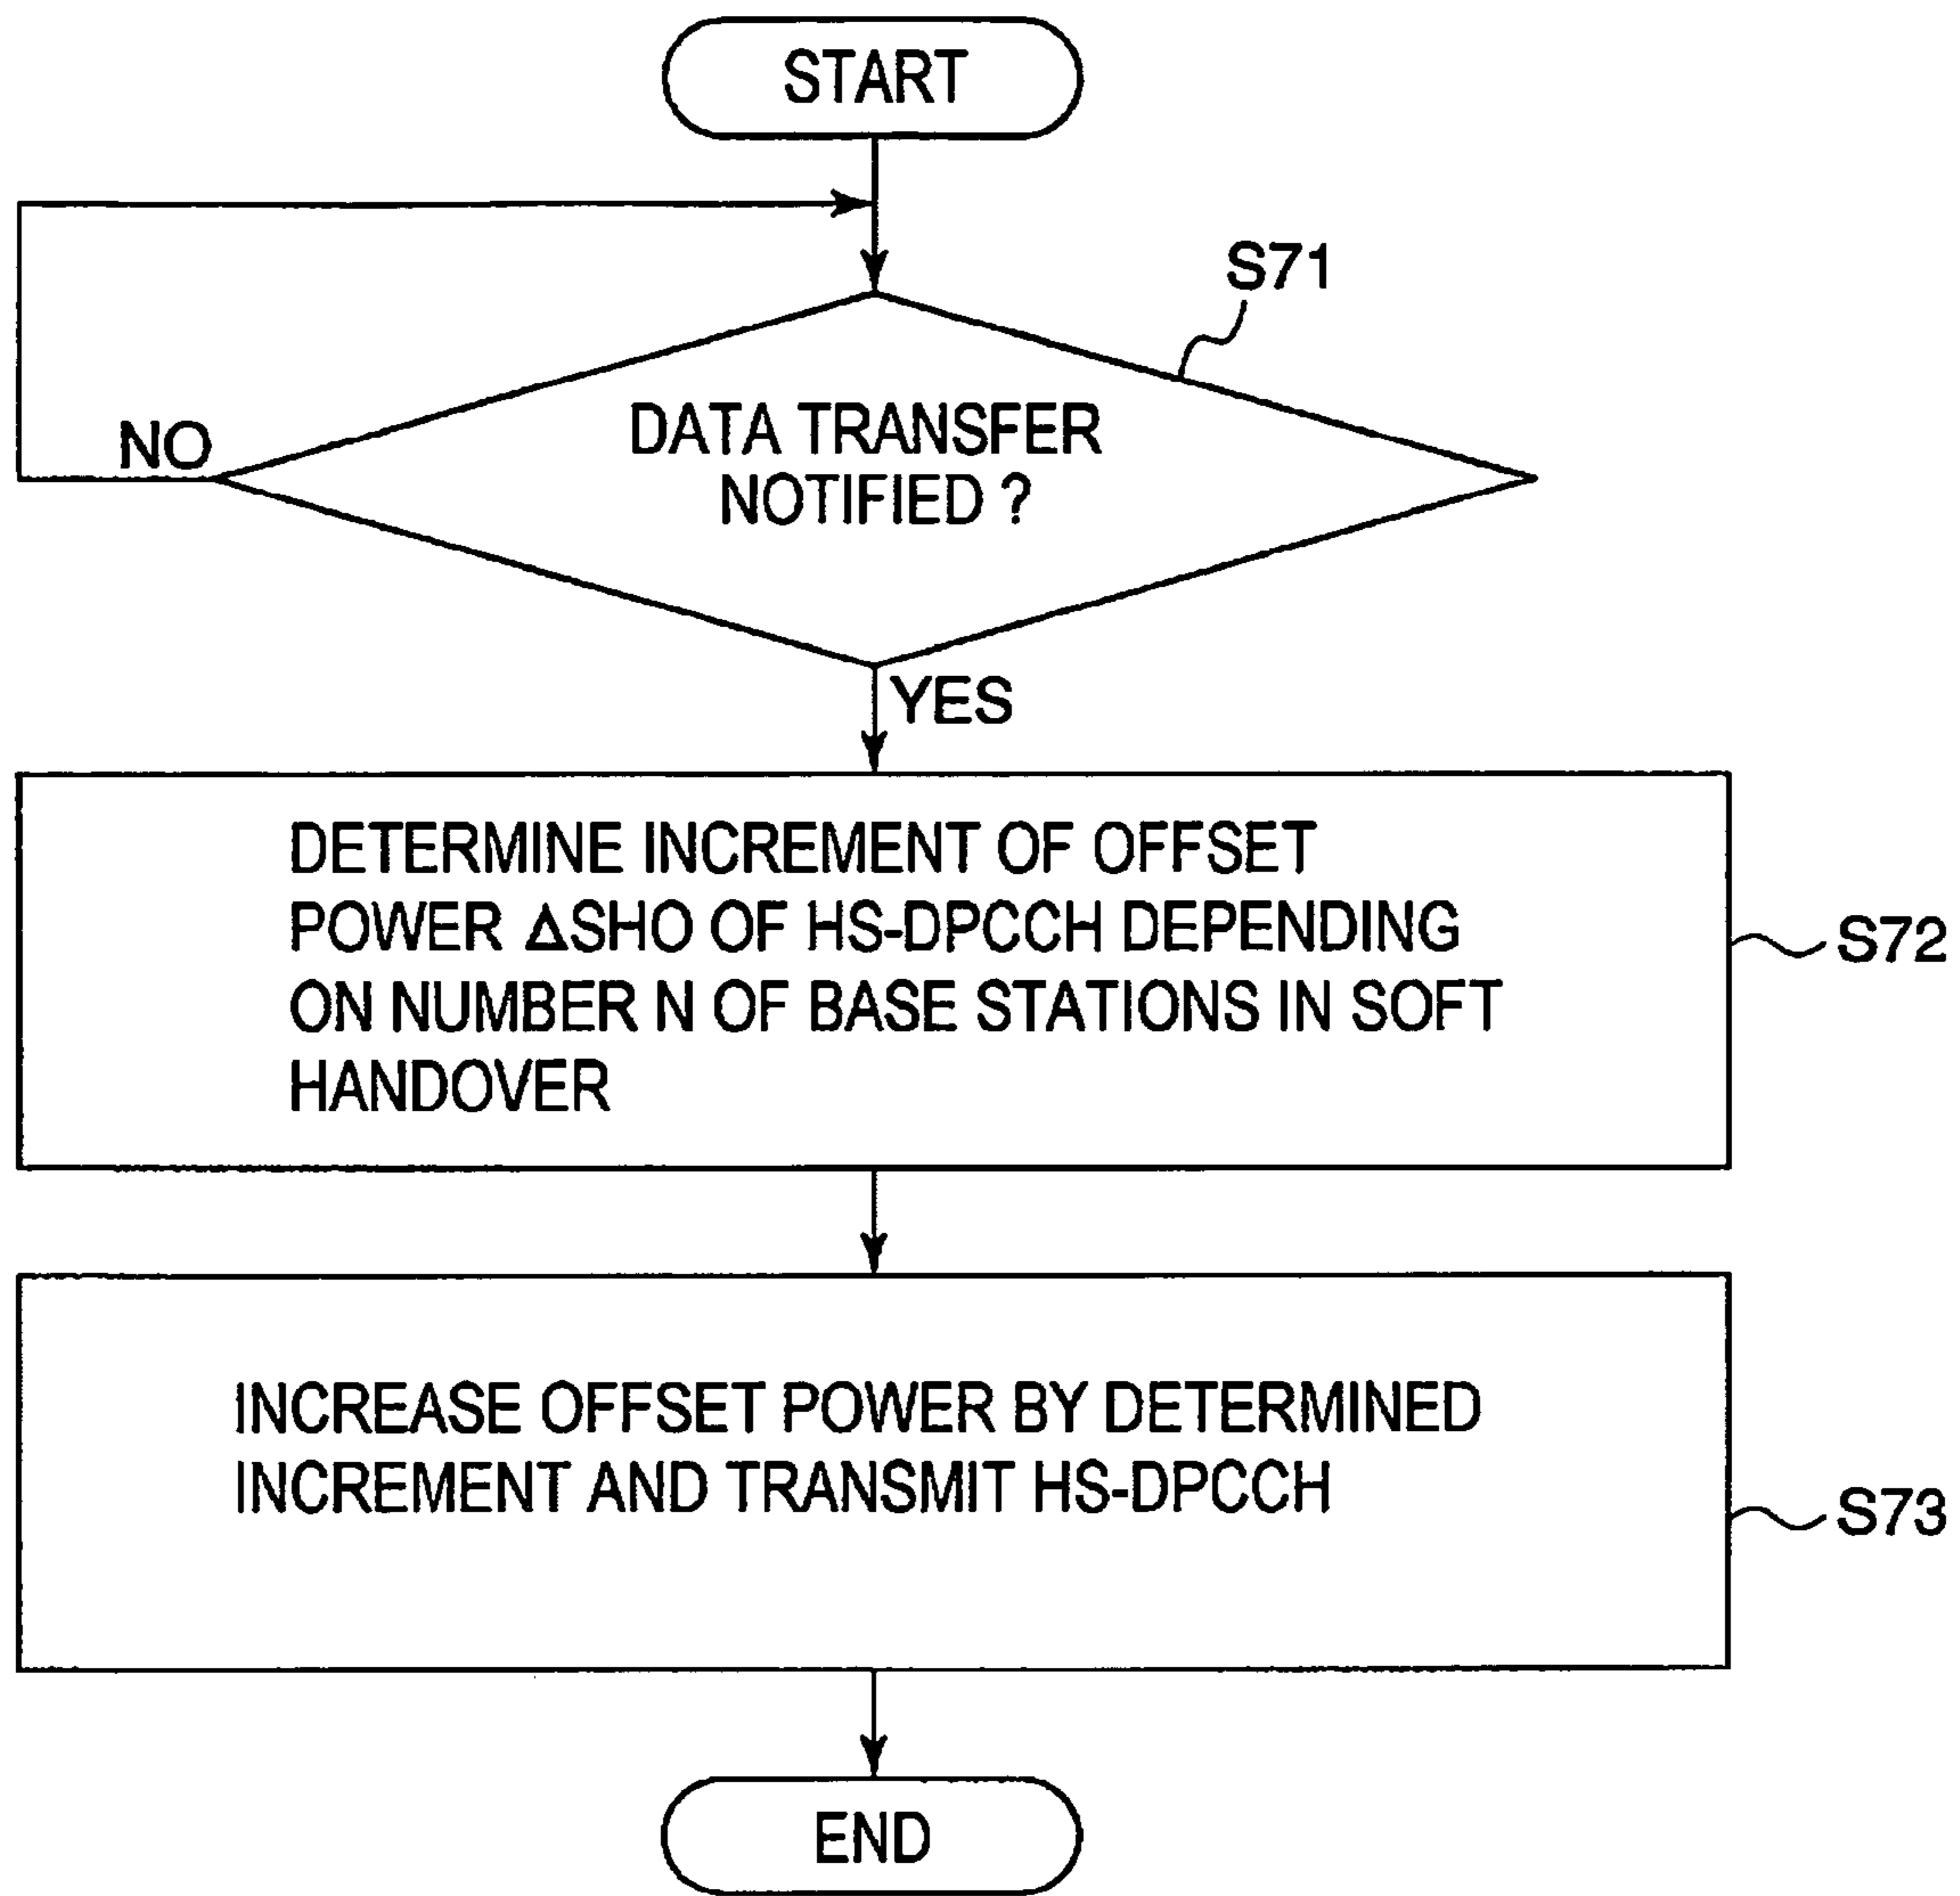 START
S71
DATA TRANSFER
NOTIFIED ?
NO
YES
DETERMINE INCREMENT OF OFFSET
POWER ΔSHO OF HS-DPCCH DEPENDING
ON NUMBER N OF BASE STATIONS IN SOFT
HANDOVER
S72
INCREASE OFFSET POWER BY DETERMINED
INCREMENT AND TRANSMIT HS-DPCCH
S73
END